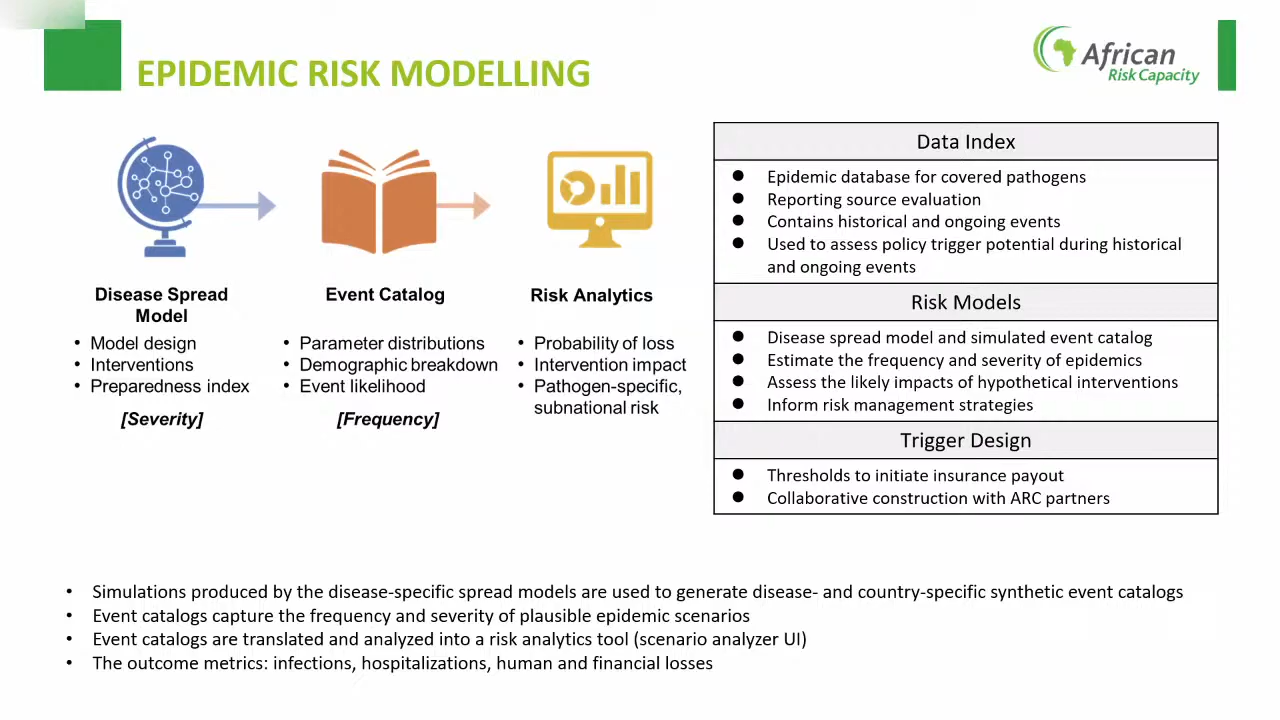 EPIDEMIC RISK MODELLING
African
Risk Capacity
Disease Spread
Model
• Model design
• Interventions
• Preparedness index
[Severity]
Event Catalog
• Parameter distributions
• Demographic breakdown
• Event likelihood
[Frequency]
Risk Analytics
• Probability of loss
• Intervention impact
• Pathogen-specific,
subnational risk
Data Index
● Epidemic database for covered pathogens
● Reporting source evaluation
● Contains historical and ongoing events
● Used to assess policy trigger potential during historical
and ongoing events
Risk Models
● Disease spread model and simulated event catalog
● Estimate the frequency and severity of epidemics
● Assess the likely impacts of hypothetical interventions
● Inform risk management strategies
Trigger Design
● Thresholds to initiate insurance payout
● Collaborative construction with ARC partners
• Simulations produced by the disease-specific spread models are used to generate disease- and country-specific synthetic event catalogs
• Event catalogs capture the frequency and severity of plausible epidemic scenarios
• Event catalogs are translated and analyzed into a risk analytics tool (scenario analyzer UI)
• The outcome metrics: infections, hospitalizations, human and financial losses